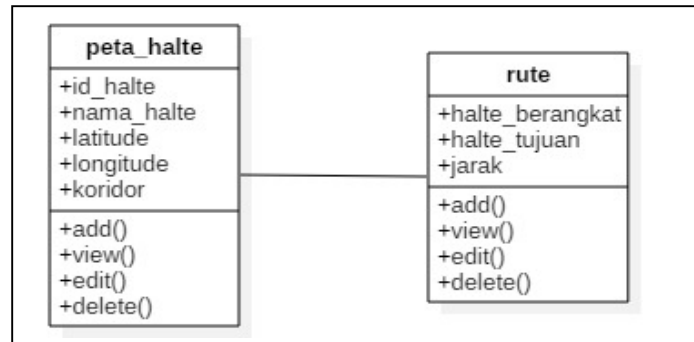 peta_halte
+id_halte
+nama_halte
+latitude
+longitude
+koridor
+add()
+view()
+edit()
+delete()
rute
+halte_berangkat
+halte_tujuan
+jarak
+add()
+view()
+edit()
+delete()